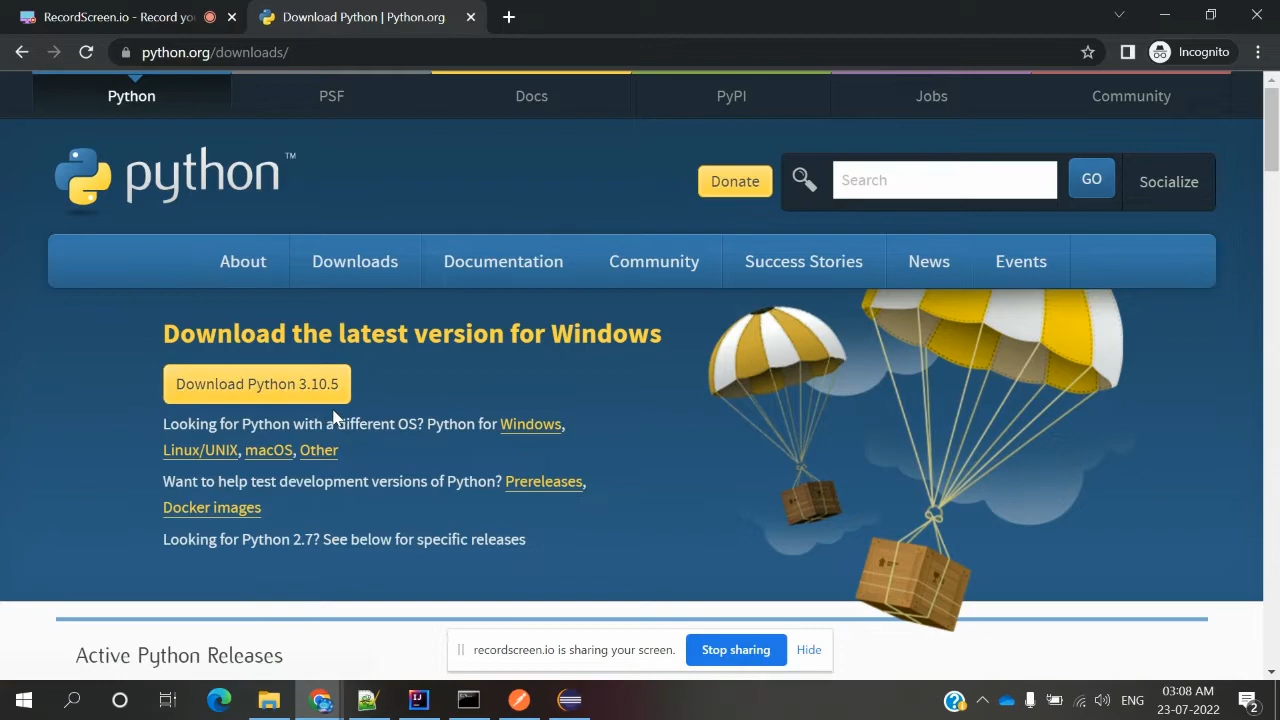 RecordScreen.io - Record yo
Download Python | Python.org
python.org/downloads/
Incognito
Python
PSF
Docs
PyPI
Jobs
Community
python™
Donate
Search
GO
Socialize
About
Downloads
Documentation
Community
Success Stories
News
Events
Download the latest version for Windows
Download Python 3.10.5
Looking for Python with a different OS? Python for Windows,
Linux/UNIX, macOS, Other
Want to help test development versions of Python? Prereleases,
Docker images
Looking for Python 2.7? See below for specific releases
Active Python Releases
recordscreen.io is sharing your screen.
Stop sharing
Hide
ENG
03:08 AM
23-07-2022
2